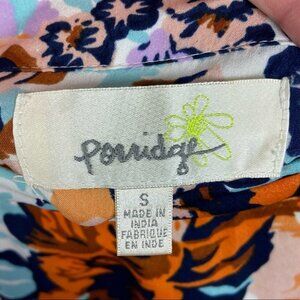 Porridge
S
MADE IN
INDIA
FABRIQUE
EN INDE